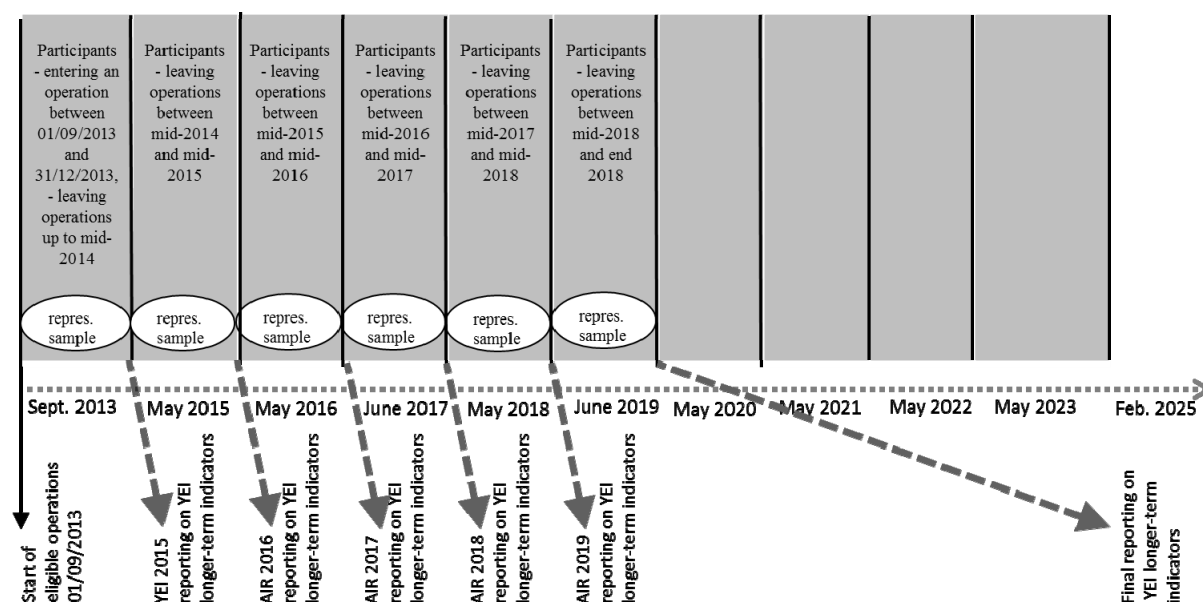 Participants
- entering an
operation
between
01/09/2013
and
31/12/2013,
- leaving
operations
up to mid-
2014
Participants
- leaving
operations
between
mid-2014
and mid-
2015
Participants
- leaving
operations
between
mid-2015
and mid-
2016
Participants
- leaving
operations
between
mid-2016
and mid-
2017
Participants
- leaving
operations
between
mid-2017
and mid-
2018
Participants
- leaving
operations
between
mid-2018
and end
2018
repres.
sample
repres.
sample
repres.
sample
repres.
sample
repres.
sample
repres.
sample
Sept. 2013
May 2015
May 2016
June 2017
May 2018
June 2019
May 2020
May 2021
May 2022
May 2023
Feb. 2025
Start of
eligible operations
01/09/2013
YEI 2015
reporting on YEI
longer-term indicators
AIR 2016
reporting on YEI
longer-term indicators
AIR 2017
reporting on YEI
longer-term indicators
AIR 2018
reporting on YEI
longer-term indicators
AIR 2019
reporting on YEI
longer-term indicators
Final reporting on
YEI longer-term
indicators